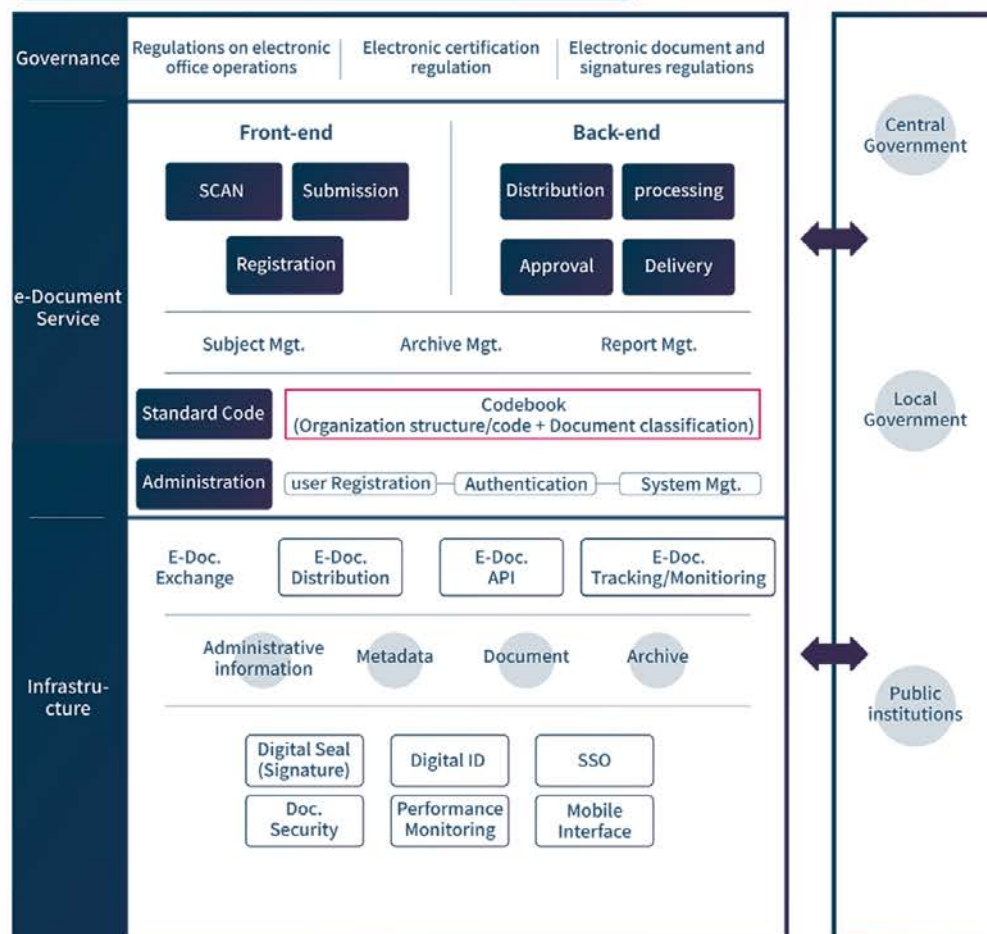 Governance
Regulations on electronic
office operations
Electronic certification
regulation
Electronic document and
signatures regulations
e-Document
Service
Front-end
SCAN
Submission
Registration
Back-end
Distribution
processing
Approval
Delivery
Subject Mgt.
Archive Mgt.
Report Mgt.
Standard Code
Codebook
(Organization structure/code + Document classification)
Administration
user Registration
Authentication
System Mgt.
Infrastru-
cture
E-Doc.
Exchange
E-Doc.
Distribution
E-Doc.
API
E-Doc.
Tracking/Monitioring
Administrative
information
Metadata
Document
Archive
Digital Seal
(Signature)
Digital ID
SSO
Doc.
Security
Performance
Monitoring
Mobile
Interface
Central
Government
Local
Government
Public
institutions